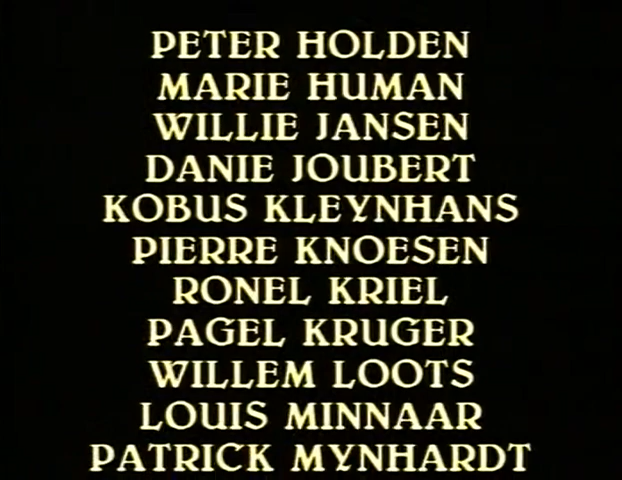 PETER HOLDEN
MARIE HUMAN
WILLIE JANSEN
DANIE JOUBERT
KOBUS KLEYNHANS
PIERRE KNOESEN
RONEL KRIEL
PAGEL KRUGER
WILLEM LOOTS
LOUIS MINNAAR
PATRICK MYNHARDT